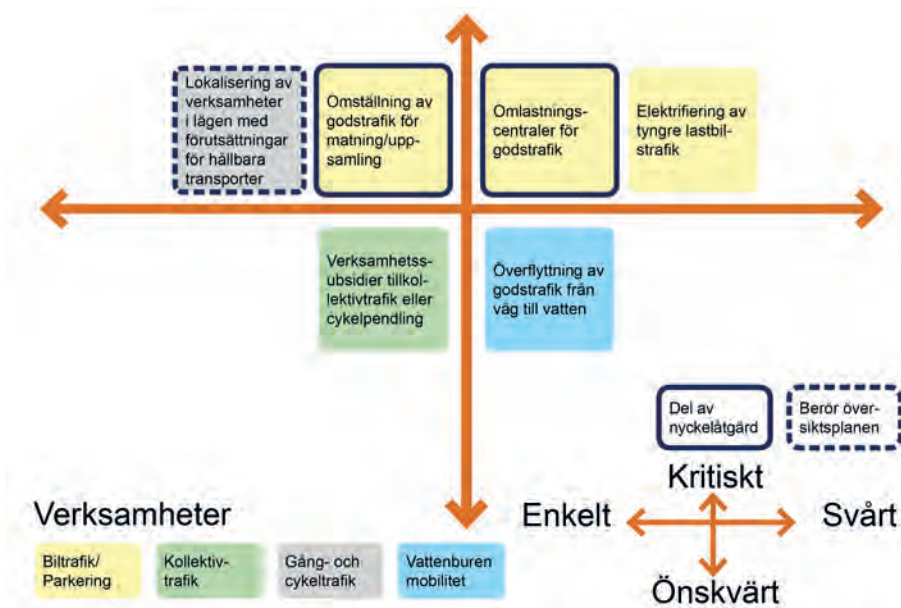 Lokalisering av
verksamheter
i lägen med
förutsättningar
för hållbara
transporter
Omställning av
godstrafik för
matning/upp-
samling
Omlastnings-
centraler för
godstrafik
Elektrifiering av
tyngre lastbil-
strafik
Verksamhetss-
ubsidier tillkol-
lektivtrafik eller
cykelpendling
Överflyttning av
godstrafik från
väg till vatten
Del av
nyckelåtgärd
Berör över-
siktsplanen
Kritiskt
Enkelt
Svårt
Önskvärt
Verksamheter
Biltrafik/
Parkering
Kollektiv-
trafik
Gång- och
cykeltrafik
Vattenburen
mobilitet